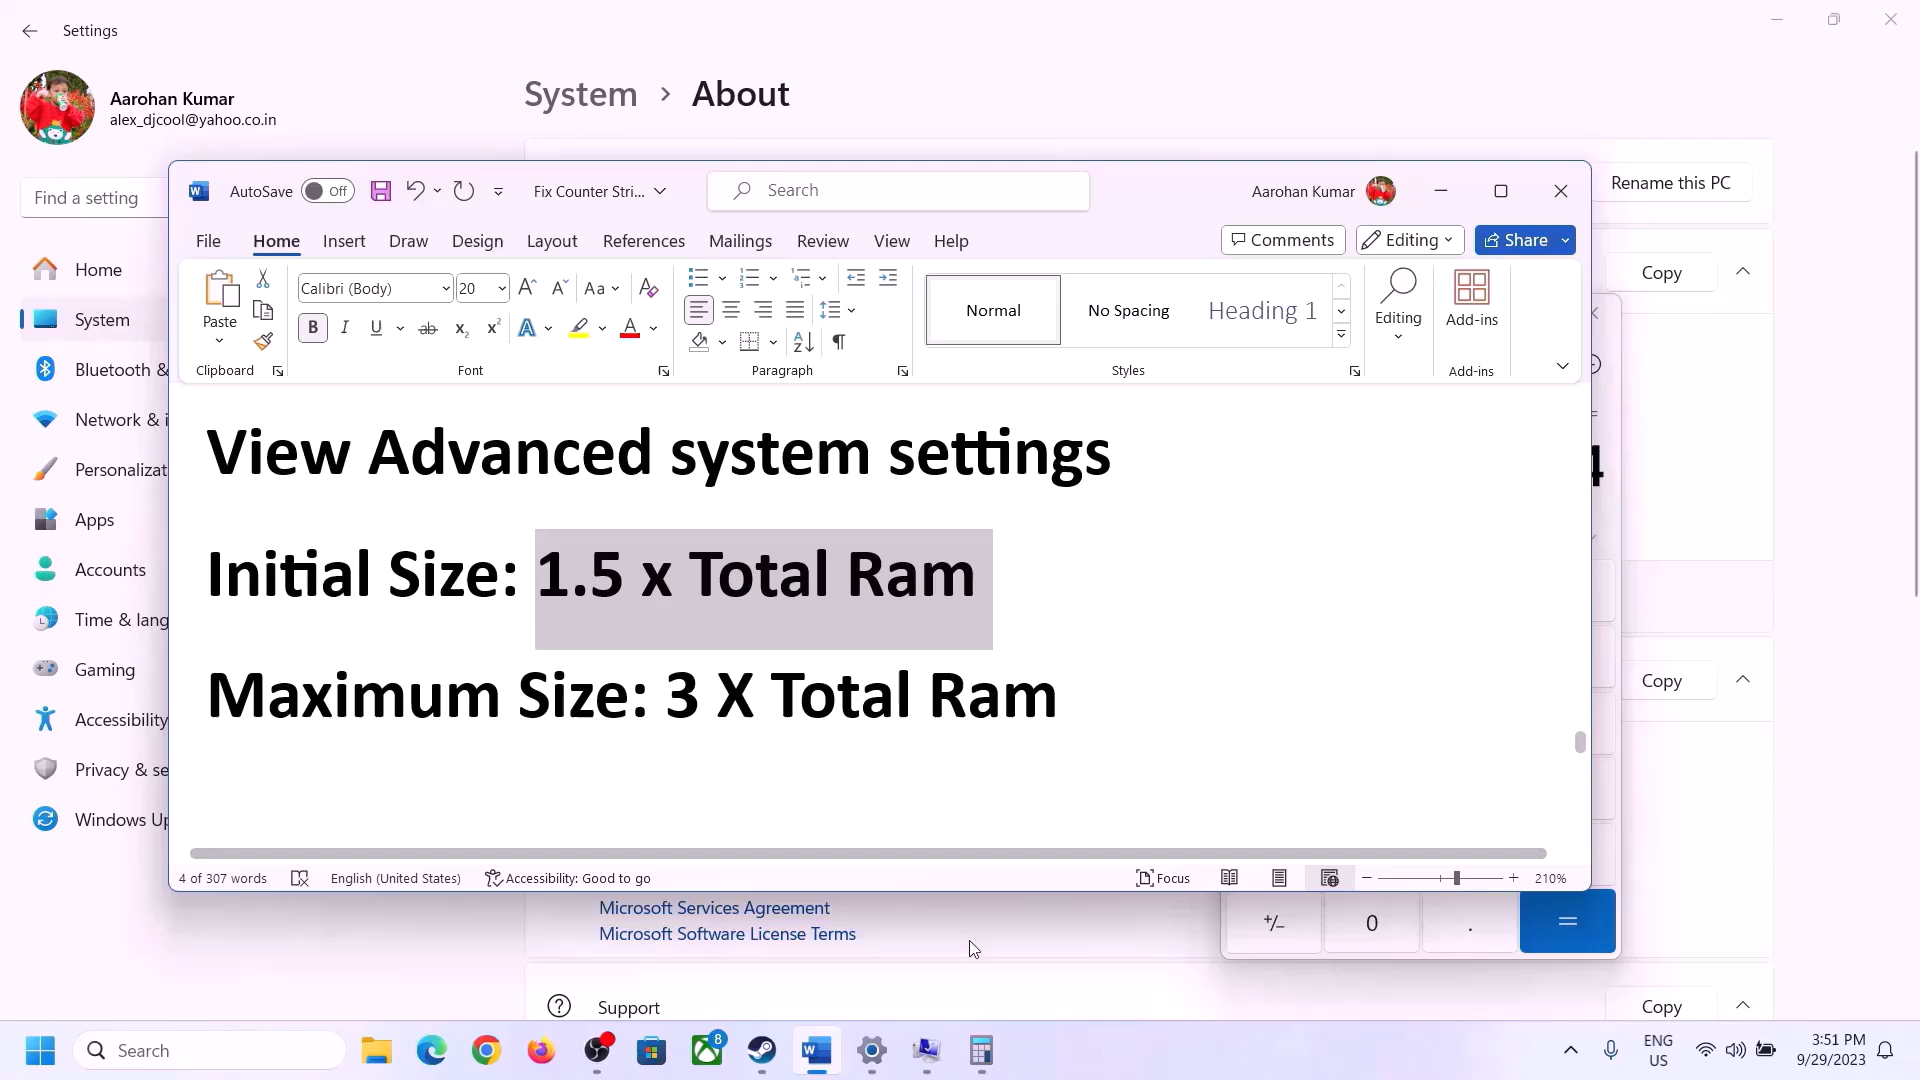 Settings
Aarohan Kumar
alex_djcool@yahoo.co.in
System > About
Find a setting
Rename this PC
AutoSave Off
Fix Counter Stri...
Search
Aarohan Kumar
File Home Insert Draw Design Layout References Mailings Review View Help
Comments Editing Share
Home
System
Bluetooth &
Network & i
Personalizat
Apps
Accounts
Time & lang
Gaming
Accessibility
Privacy & se
Windows Up
Paste
Calibri (Body) 20
Aa
B I U ab x₂ x² A A
Normal No Spacing Heading 1
Editing
Add-ins
Clipboard Font Paragraph Styles Add-ins
Copy
View Advanced system settings
Initial Size: 1.5 x Total Ram
Maximum Size: 3 X Total Ram
4
Copy
4 of 307 words English (United States) Accessibility: Good to go Focus 210%
Microsoft Services Agreement
Microsoft Software License Terms
+/− 0 . =
Support
Copy
Search
8
ENG
US
3:51 PM
9/29/2023